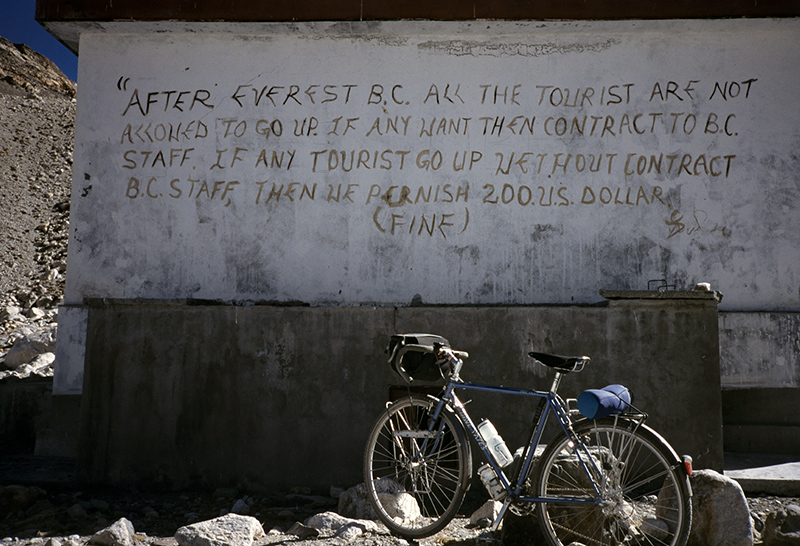 "AFTER EVEREST B.C. ALL THE TOURIST ARE NOT
ALLOWED TO GO UP. IF ANY WANT THEN CONTRACT TO B.C.
STAFF. IF ANY TOURIST GO UP WETHOUT CONTRACT
B.C. STAFF, THEN WE PERNISH 200.U.S. DOLLAR.
(FINE)